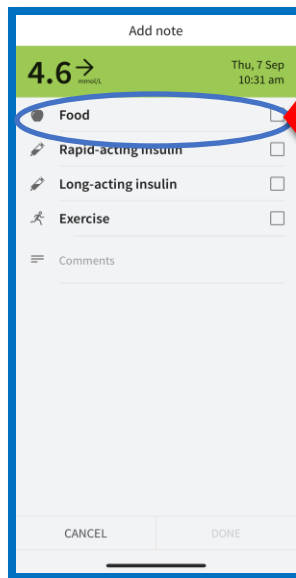 Add note
4.6 → mmol/L
Thu, 7 Sep
10:31 am
Food
Rapid-acting insulin
Long-acting insulin
Exercise
Comments
CANCEL DONE